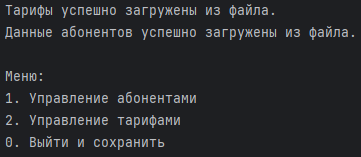 Тарифы успешно загружены из файла.
Данные абонентов успешно загружены из файла.
Меню:
1. Управление абонентами
2. Управление тарифами
0. Выйти и сохранить